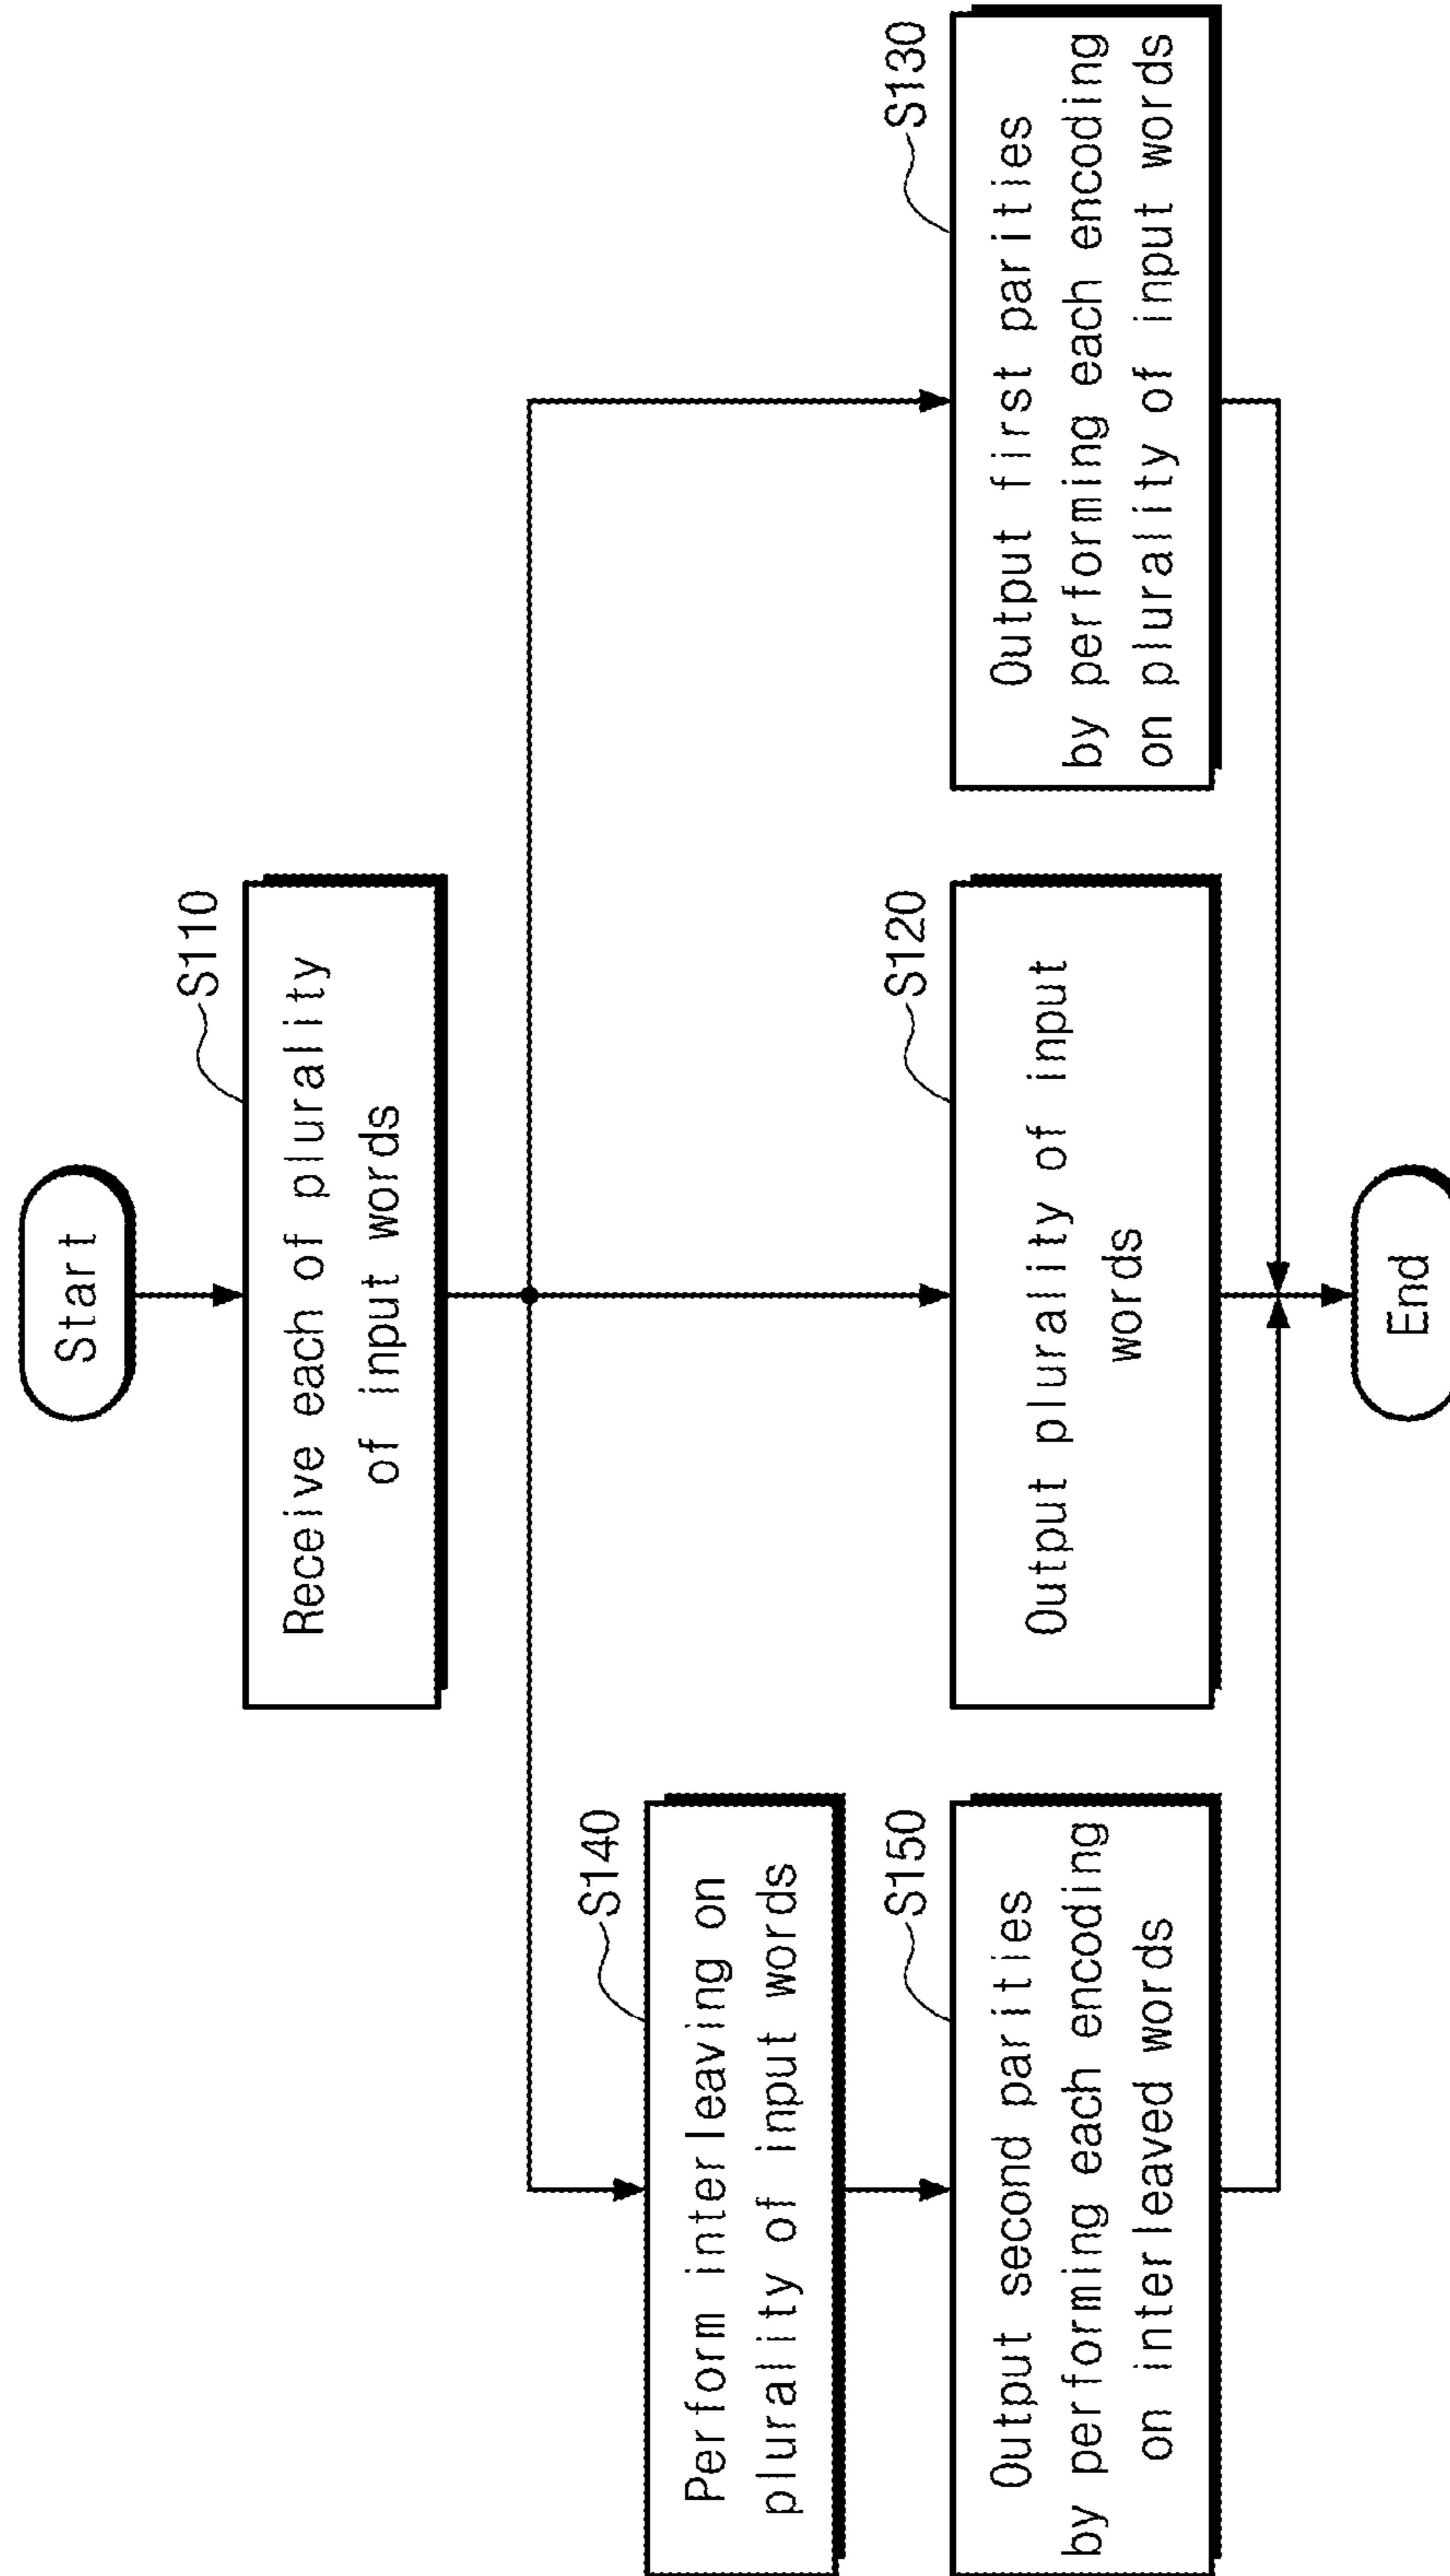 Start
S110
Receive each of plurality
of input words
S140
Perform interleaving on
plurality of input words
S150
Output second parities
by performing each encoding
on interleaved words
S120
Output plurality of input
words
S130
Output first parities
by performing each encoding
on plurality of input words
End